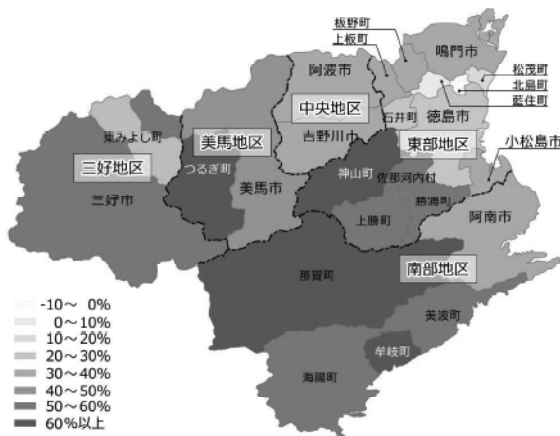 板野町
上板町
鳴門市
松茂町
北島町
藍住町
阿波市
中央地区
石井町
徳島市
吉野川市
東部地区
小松島市
東みよし町
美馬地区
三好地区
つるぎ町
三好市
美馬市
神山町
佐那河内村
勝浦町
上勝町
阿南市
那賀町
南部地区
美波町
牟岐町
海陽町
-10～ 0%
0～10%
10～20%
20～30%
30～40%
40～50%
50～60%
60%以上